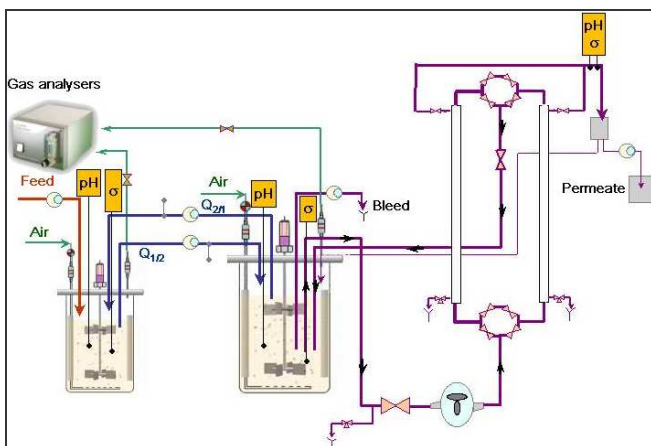 pH
σ
Gas analysers
Air
pH
σ
Feed
pH
σ
Q2/1
Bleed
Permeate
Air
Q1/2